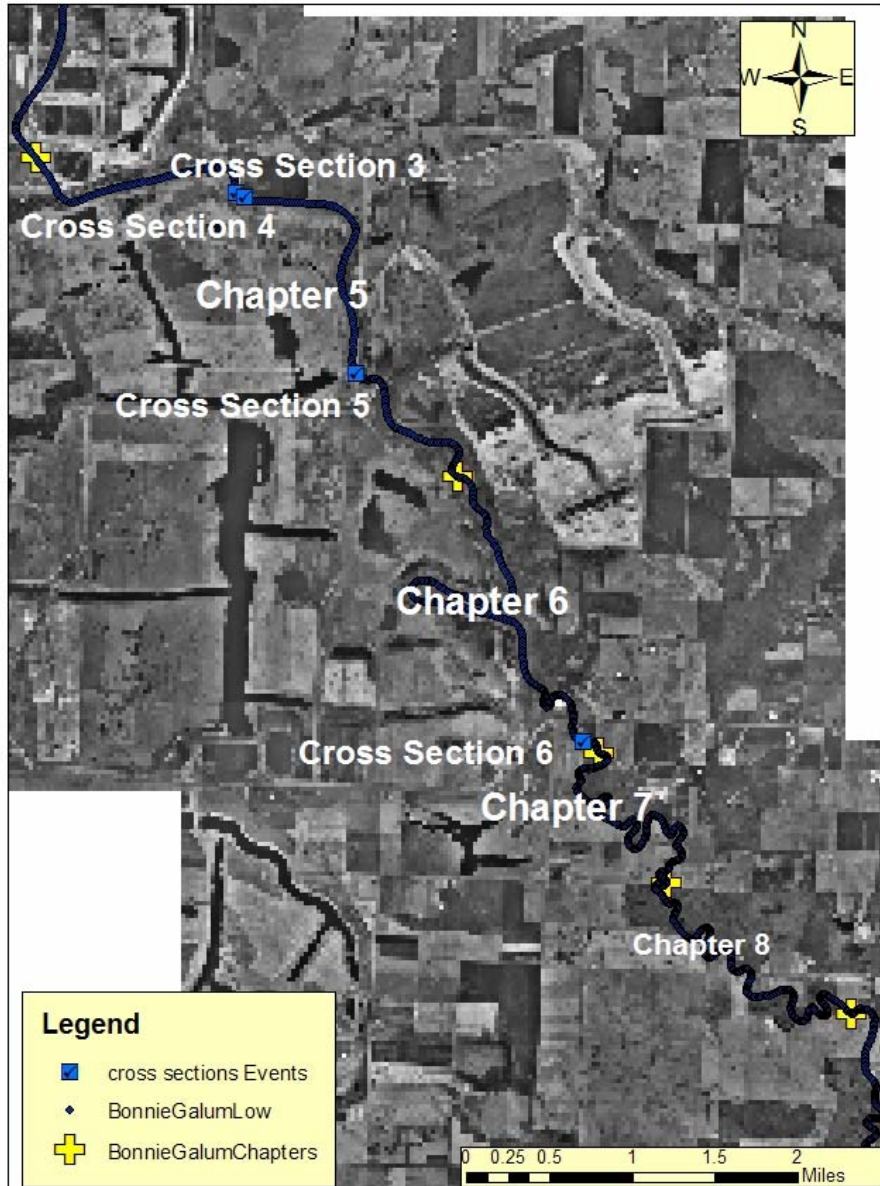 N
W E
S
Cross Section 3
Cross Section 4
Chapter 5
Cross Section 5
Chapter 6
Cross Section 6
Chapter 7
Chapter 8
Legend
cross sections Events
BonnieGalumLow
BonnieGalumChapters
0 0.25 0.5 1 1.5 2
Miles